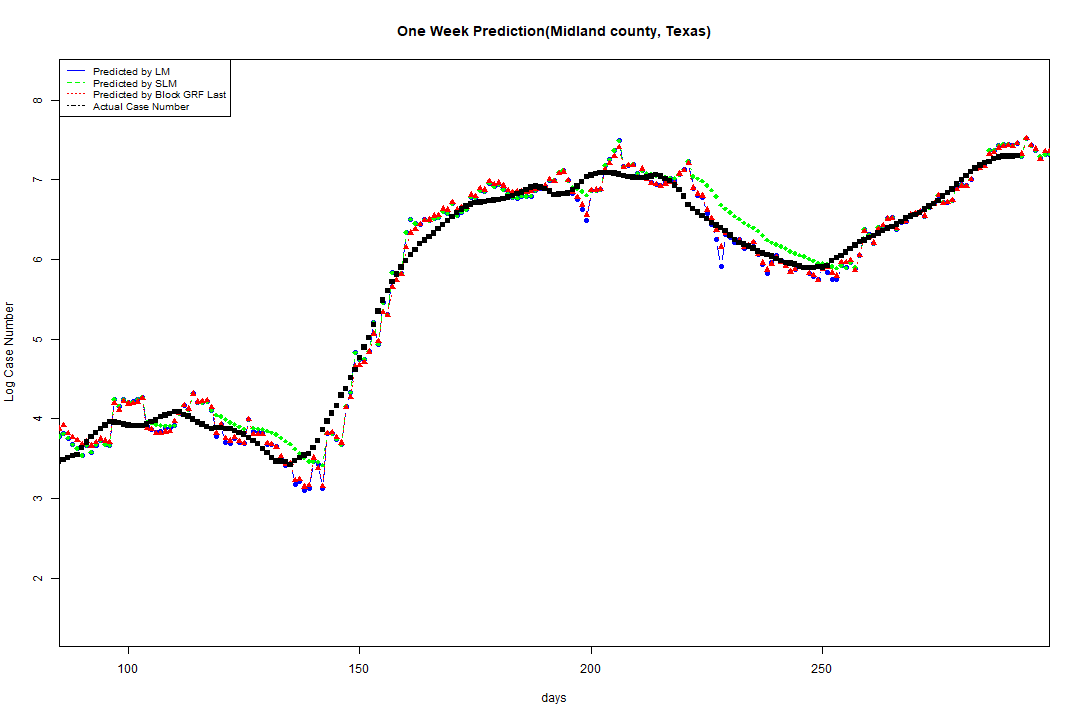 One Week Prediction(Midland county, Texas)
Predicted by LM
Predicted by SLM
Predicted by Block GRF Last
Actual Case Number
8
7
6
5
4
3
2
Log Case Number
100 150 200 250
days